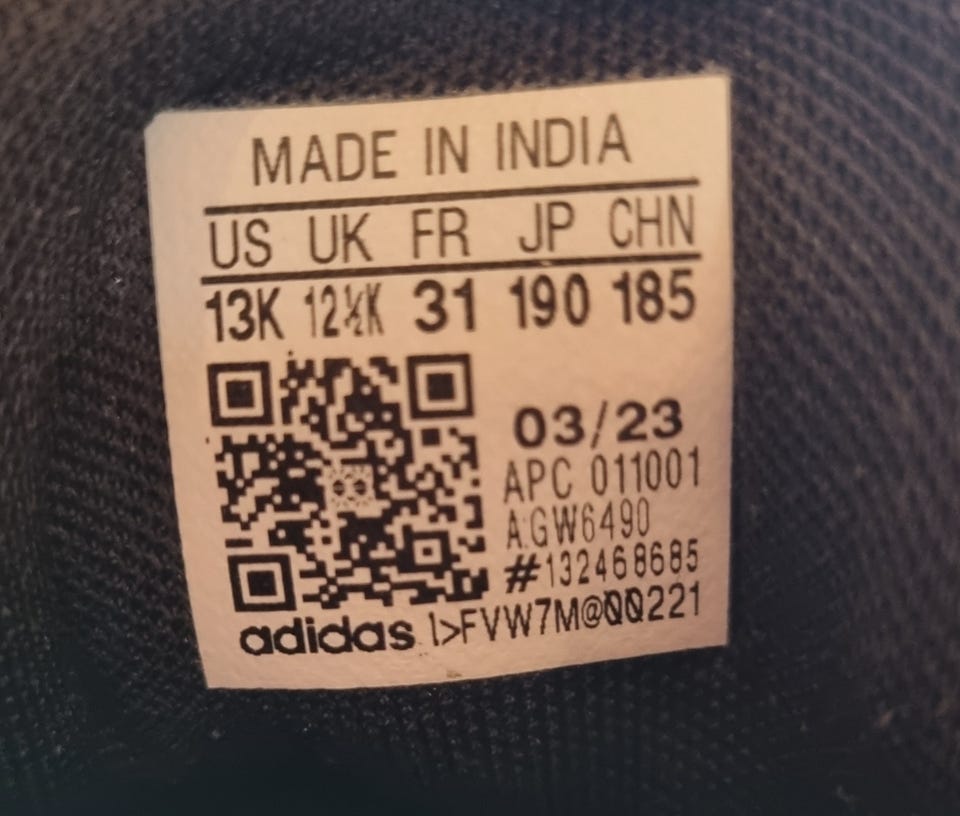 MADE IN INDIA
US UK FR JP CHN
13K 12½K 31 190 185
03/23
APC 011001
A:GW6490
#132468685
adidas 1>FVW7M@00221